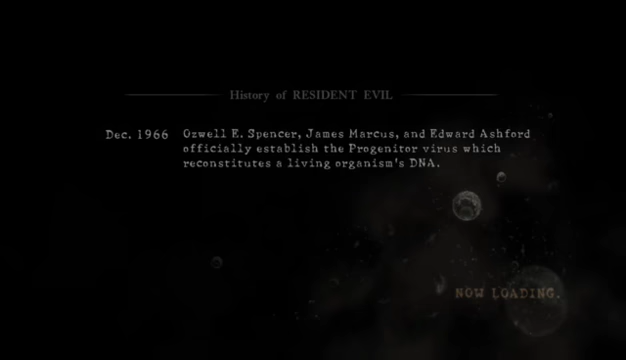 History of RESIDENT EVIL
Dec. 1966 Ozwell E. Spencer, James Marcus, and Edward Ashford
officially establish the Progenitor virus which
reconstitutes a living organism's DNA.
NOW LOADING.